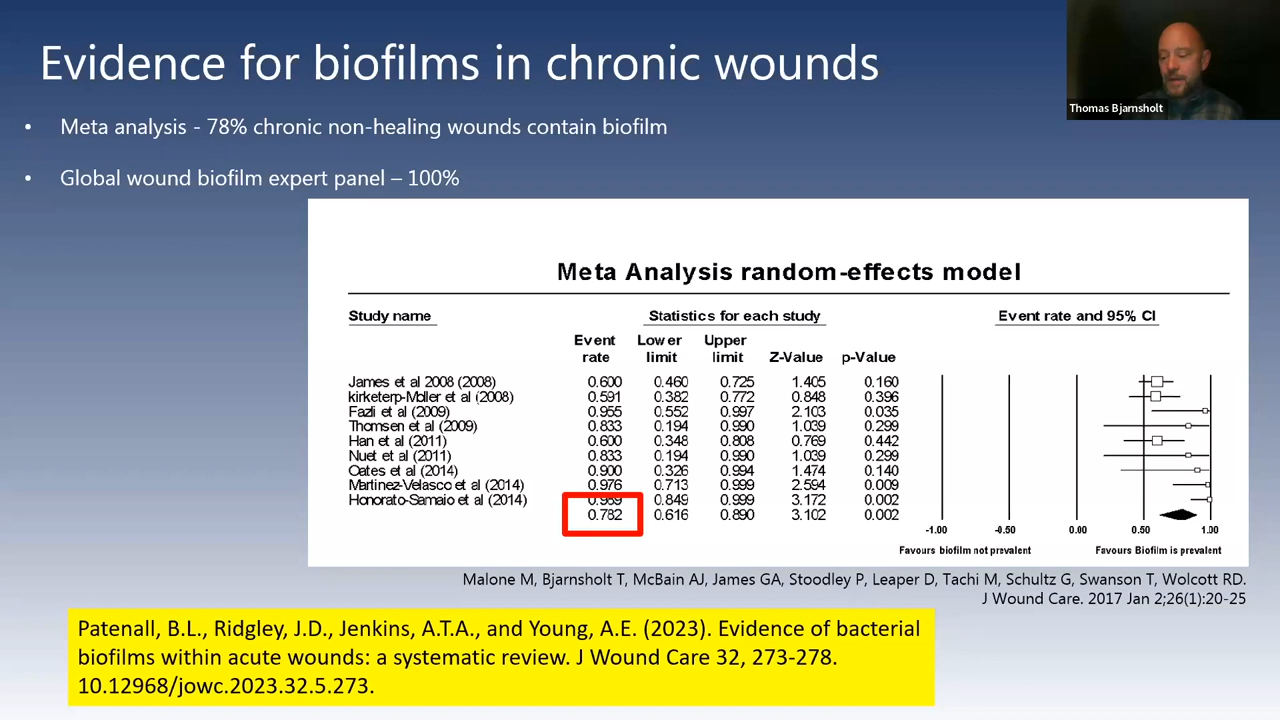 Evidence for biofilms in chronic wounds
Thomas Bjarnsholt
• Meta analysis - 78% chronic non-healing wounds contain biofilm
• Global wound biofilm expert panel – 100%
Meta Analysis random-effects model
Study name Statistics for each study Event rate and 95% CI
Event rate Lower limit Upper limit Z-Value p-Value
James et al 2008 (2008) 0.600 0.460 0.725 1.405 0.160
kirketerp-Moller et al (2008) 0.591 0.382 0.772 0.848 0.396
Fazli et al (2009) 0.955 0.552 0.997 2.103 0.035
Thomsen et al (2009) 0.833 0.194 0.990 1.039 0.299
Han et al (2011) 0.600 0.348 0.808 0.769 0.442
Nuet et al (2011) 0.833 0.194 0.990 1.039 0.299
Oates et al (2014) 0.900 0.326 0.994 1.474 0.140
Martinez-Velasco et al (2014) 0.976 0.713 0.999 2.594 0.009
Honorato-Samaio et al (2014) 0.989 0.849 0.999 3.172 0.002
0.782 0.616 0.890 3.102 0.002
-1.00 -0.50 0.00 0.50 1.00
Favours biofilm not prevalent Favours Biofilm is prevalent
Malone M, Bjarnsholt T, McBain AJ, James GA, Stoodley P, Leaper D, Tachi M, Schultz G, Swanson T, Wolcott RD.
J Wound Care. 2017 Jan 2;26(1):20-25
Patenall, B.L., Ridgley, J.D., Jenkins, A.T.A., and Young, A.E. (2023). Evidence of bacterial
biofilms within acute wounds: a systematic review. J Wound Care 32, 273-278.
10.12968/jowc.2023.32.5.273.